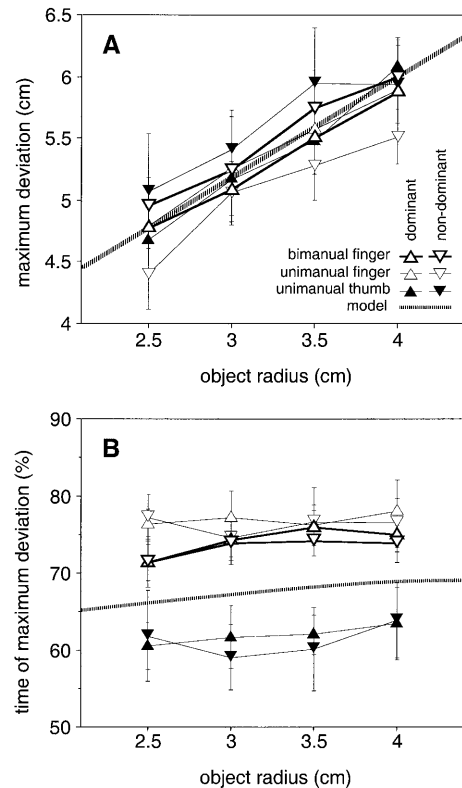 6.5
A
6
5.5
5
4.5
4
maximum deviation (cm)
dominant
non-dominant
bimanual finger
unimanual finger
unimanual thumb
model
2.5 3 3.5 4
object radius (cm)
90
B
80
70
60
50
time of maximum deviation (%)
2.5 3 3.5 4
object radius (cm)